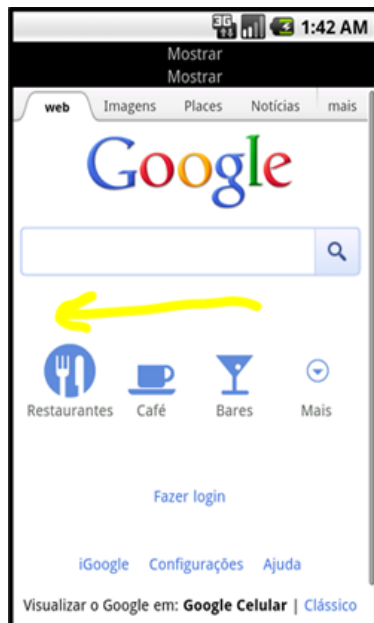 3G 1:42 AM
Mostrar
Mostrar
web Imagens Places Notícias mais
Google
Restaurantes Café Bares Mais
Fazer login
iGoogle Configurações Ajuda
Visualizar o Google em: Google Celular | Clássico